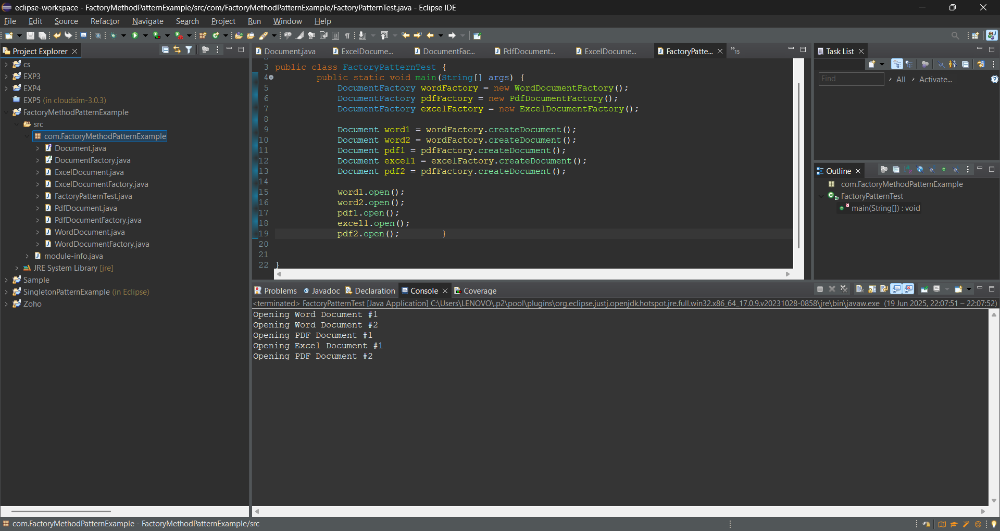 eclipse-workspace - FactoryMethodPatternExample/src/com/FactoryMethodPatternExample/FactoryPatternTest.java - Eclipse IDE
File Edit Source Refactor Navigate Search Project Run Window Help
Project Explorer
cs
EXP3
EXP4
EXP5 (in cloudsim-3.0.3)
FactoryMethodPatternExample
src
com.FactoryMethodPatternExample
Document.java
DocumentFactory.java
ExcelDocument.java
ExcelDocumentFactory.java
FactoryPatternTest.java
PdfDocument.java
PdfDocumentFactory.java
WordDocument.java
WordDocumentFactory.java
module-info.java
JRE System Library [jre]
Sample
SingletonPatternExample (in Eclipse)
Zoho
Document.java ExcelDocume... DocumentFac... PdfDocument... ExcelDocume... FactoryPatte... »15
3 public class FactoryPatternTest {
4 public static void main(String[] args) {
5 DocumentFactory wordFactory = new WordDocumentFactory();
6 DocumentFactory pdfFactory = new PdfDocumentFactory();
7 DocumentFactory excelFactory = new ExcelDocumentFactory();
8
9 Document word1 = wordFactory.createDocument();
10 Document word2 = wordFactory.createDocument();
11 Document pdf1 = pdfFactory.createDocument();
12 Document excel1 = excelFactory.createDocument();
13 Document pdf2 = pdfFactory.createDocument();
14
15 word1.open();
16 word2.open();
17 pdf1.open();
18 excel1.open();
19 pdf2.open(); }
20
21
22 }
Task List
Find All Activate...
Outline
com.FactoryMethodPatternExample
FactoryPatternTest
main(String[]) : void
Problems Javadoc Declaration Console Coverage
<terminated> FactoryPatternTest [Java Application] C:\Users\LENOVO\.p2\pool\plugins\org.eclipse.justj.openjdk.hotspot.jre.full.win32.x86_64_17.0.9.v20231028-0858\jre\bin\javaw.exe (19 Jun 2025, 22:07:51 – 22:07:52)
Opening Word Document #1
Opening Word Document #2
Opening PDF Document #1
Opening Excel Document #1
Opening PDF Document #2
com.FactoryMethodPatternExample - FactoryMethodPatternExample/src